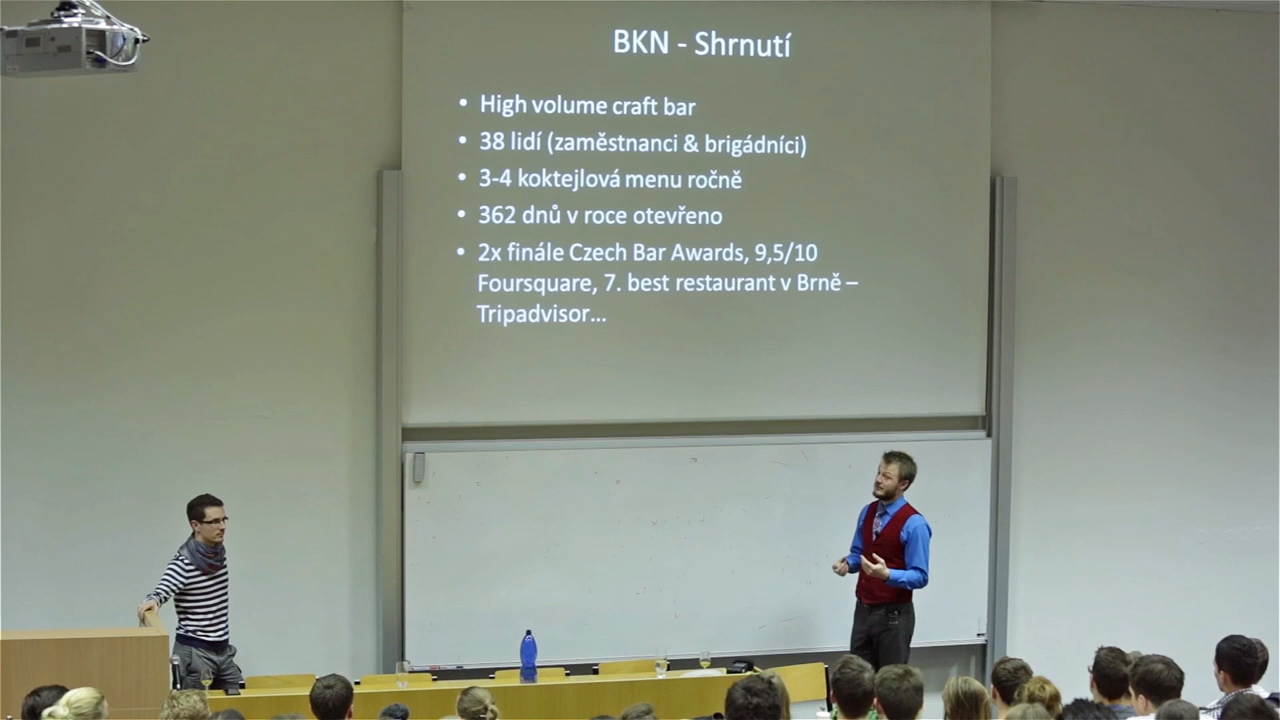 BKN - Shrnutí
• High volume craft bar
• 38 lidí (zaměstnanci & brigádníci)
• 3-4 koktejlová menu ročně
• 362 dnů v roce otevřeno
• 2x finále Czech Bar Awards, 9,5/10
Foursquare, 7. best restaurant v Brně –
Tripadvisor...